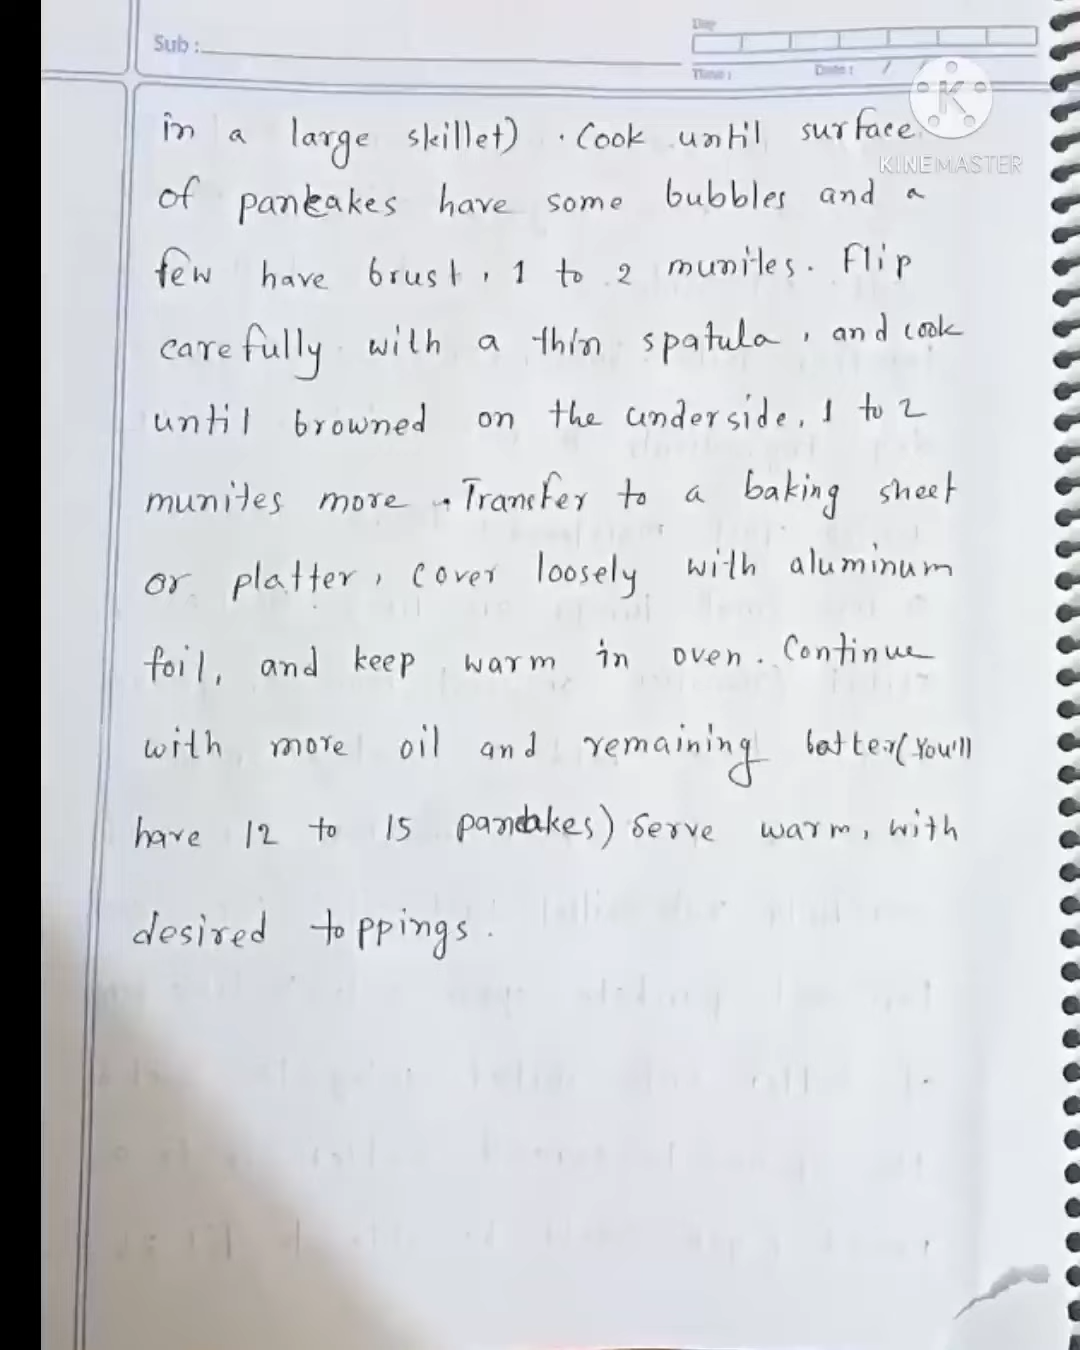 Sub :
Day
Time :
Date : / /
KINEMASTER
in a large skillet) . Cook until surface
of pankakes have some bubbles and a
few have brust, 1 to 2 munites. Flip
carefully with a thin spatula, and cook
until browned on the underside, 1 to 2
munites more. Transfer to a baking sheet
or platter, cover loosely with aluminum
foil, and keep warm in oven. Continue
with more oil and remaining batter(You'll
have 12 to 15 pancakes) Serve warm, with
desired toppings.